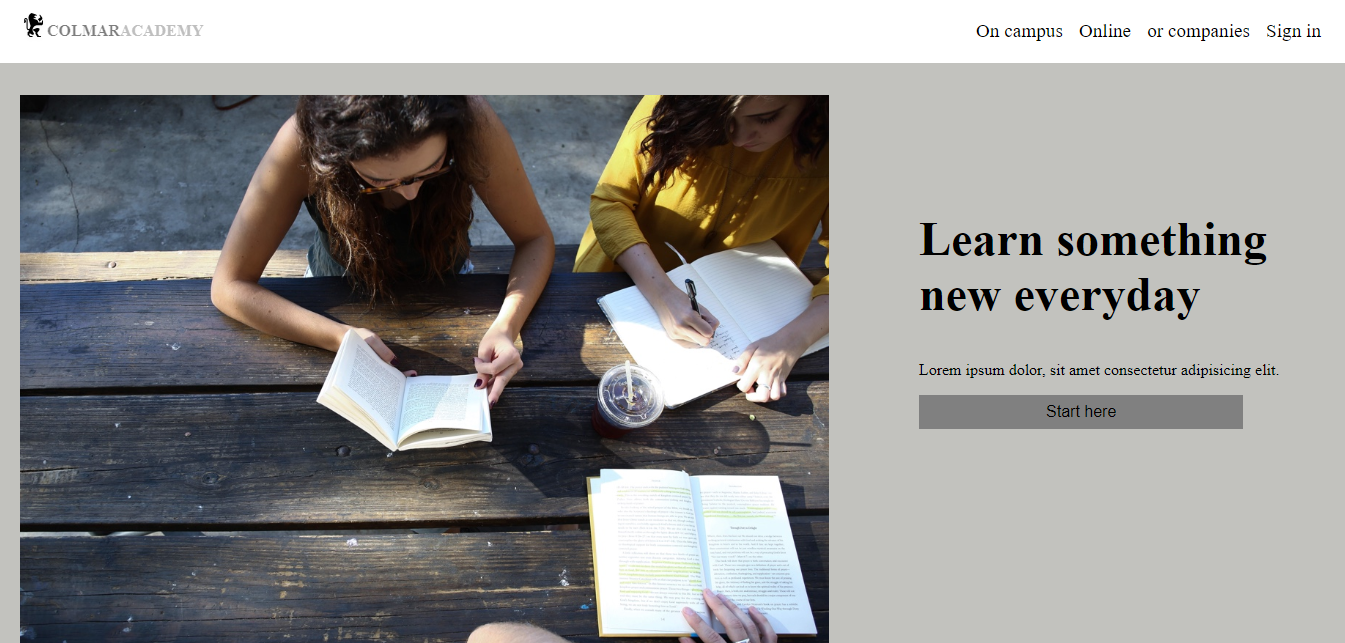 COLMARACADEMY
On campus Online or companies Sign in
Learn something
new everyday
Lorem ipsum dolor, sit amet consectetur adipisicing elit.
Start here